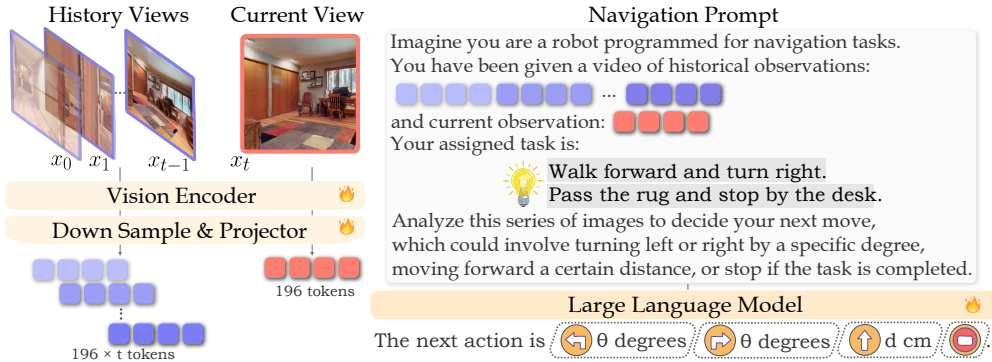 History Views
Current View
x0 x1 ... xt−1
xt
Vision Encoder
Down Sample & Projector
196 tokens
196 × t tokens
Navigation Prompt
Imagine you are a robot programmed for navigation tasks.
You have been given a video of historical observations:
...
and current observation:
Your assigned task is:
Walk forward and turn right.
Pass the rug and stop by the desk.
Analyze this series of images to decide your next move,
which could involve turning left or right by a specific degree,
moving forward a certain distance, or stop if the task is completed.
Large Language Model
The next action is θ degrees / θ degrees / d cm / .